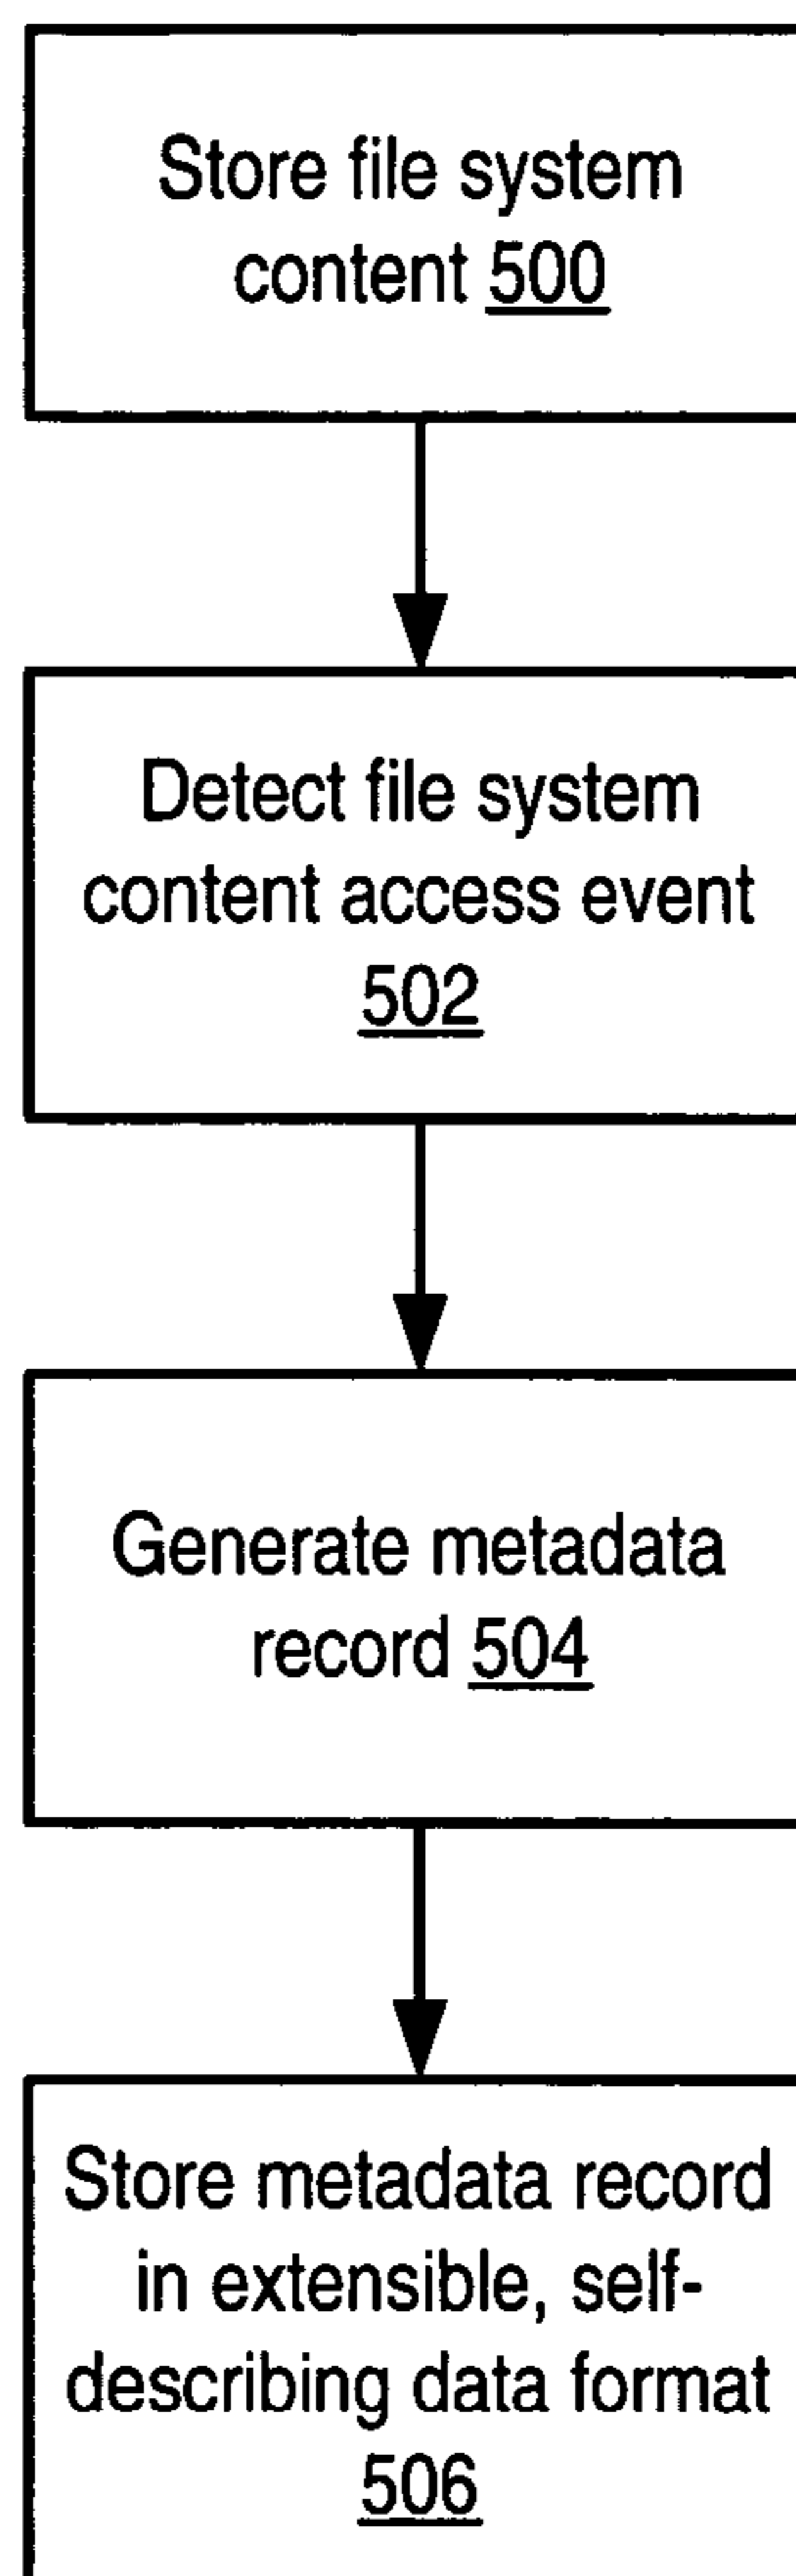 Store file system
content 500
Detect file system
content access event
502
Generate metadata
record 504
Store metadata record
in extensible, self-
describing data format
506